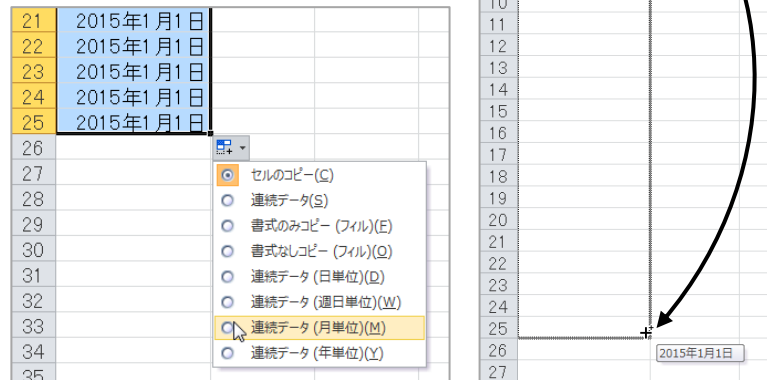 21 2015年1月1日
22 2015年1月1日
23 2015年1月1日
24 2015年1月1日
25 2015年1月1日
26
27 セルのコピー(C)
28 連続データ(S)
29 書式のみコピー (フィル)(F)
30 書式なしコピー (フィル)(O)
31 連続データ (日単位)(D)
32 連続データ (週日単位)(W)
33 連続データ (月単位)(M)
34 連続データ (年単位)(Y)
35
10
11
12
13
14
15
16
17
18
19
20
21
22
23
24
25
26 2015年1月1日
27